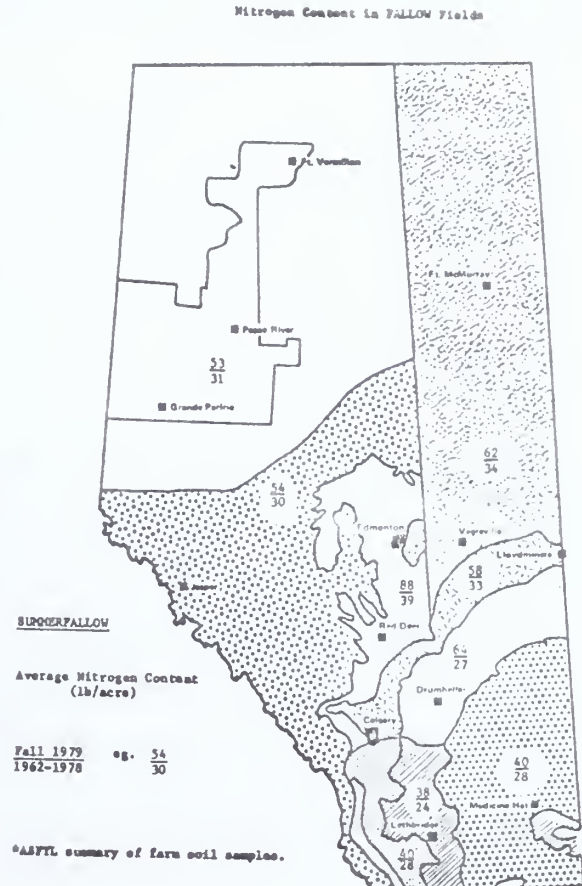 Nitrogen Content in FALLOW Fields
Ft. Vermilion
Ft. McMurray
Peace River
53
31
Grande Prairie
62
34
54
30
Edmonton
Vegreville
Lloydminster
58
33
88
39
Jasper
Red Deer
SUMMERFALLOW
64
27
Average Nitrogen Content
(lb/acre)
Drumheller
Calgary
Fall 1979
1962-1978
eg. 54
30
40
28
38
24
Medicine Hat
Lethbridge
40
28
*ASFTL summary of farm soil samples.